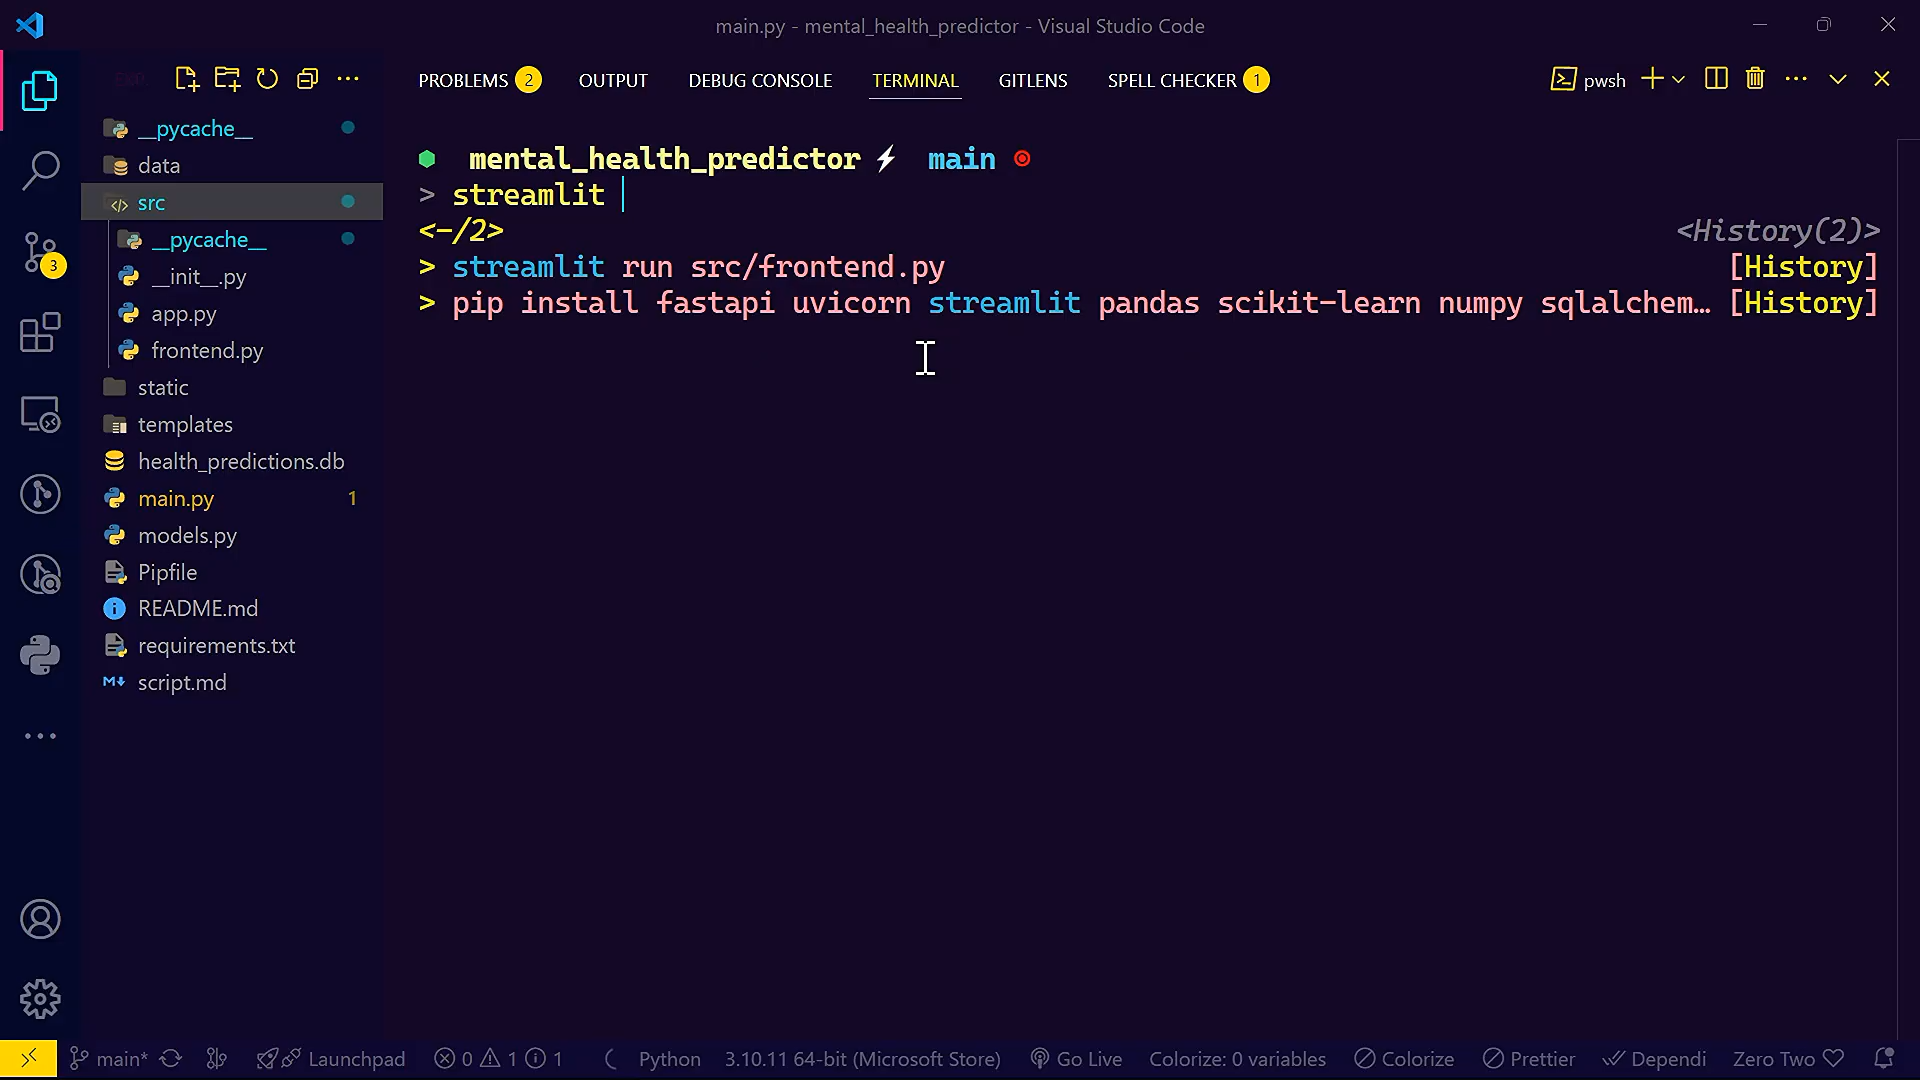 main.py - mental_health_predictor - Visual Studio Code
PROBLEMS 2 OUTPUT DEBUG CONSOLE TERMINAL GITLENS SPELL CHECKER 1 pwsh
__pycache__
data
src
__pycache__
__init__.py
app.py
frontend.py
static
templates
health_predictions.db
main.py 1
models.py
Pipfile
README.md
requirements.txt
script.md
3
mental_health_predictor main
> streamlit
<-/2> <History(2)>
> streamlit run src/frontend.py [History]
> pip install fastapi uvicorn streamlit pandas scikit-learn numpy sqlalchem... [History]
main* Launchpad 0 1 1 Python 3.10.11 64-bit (Microsoft Store) Go Live Colorize: 0 variables Colorize Prettier Dependi Zero Two